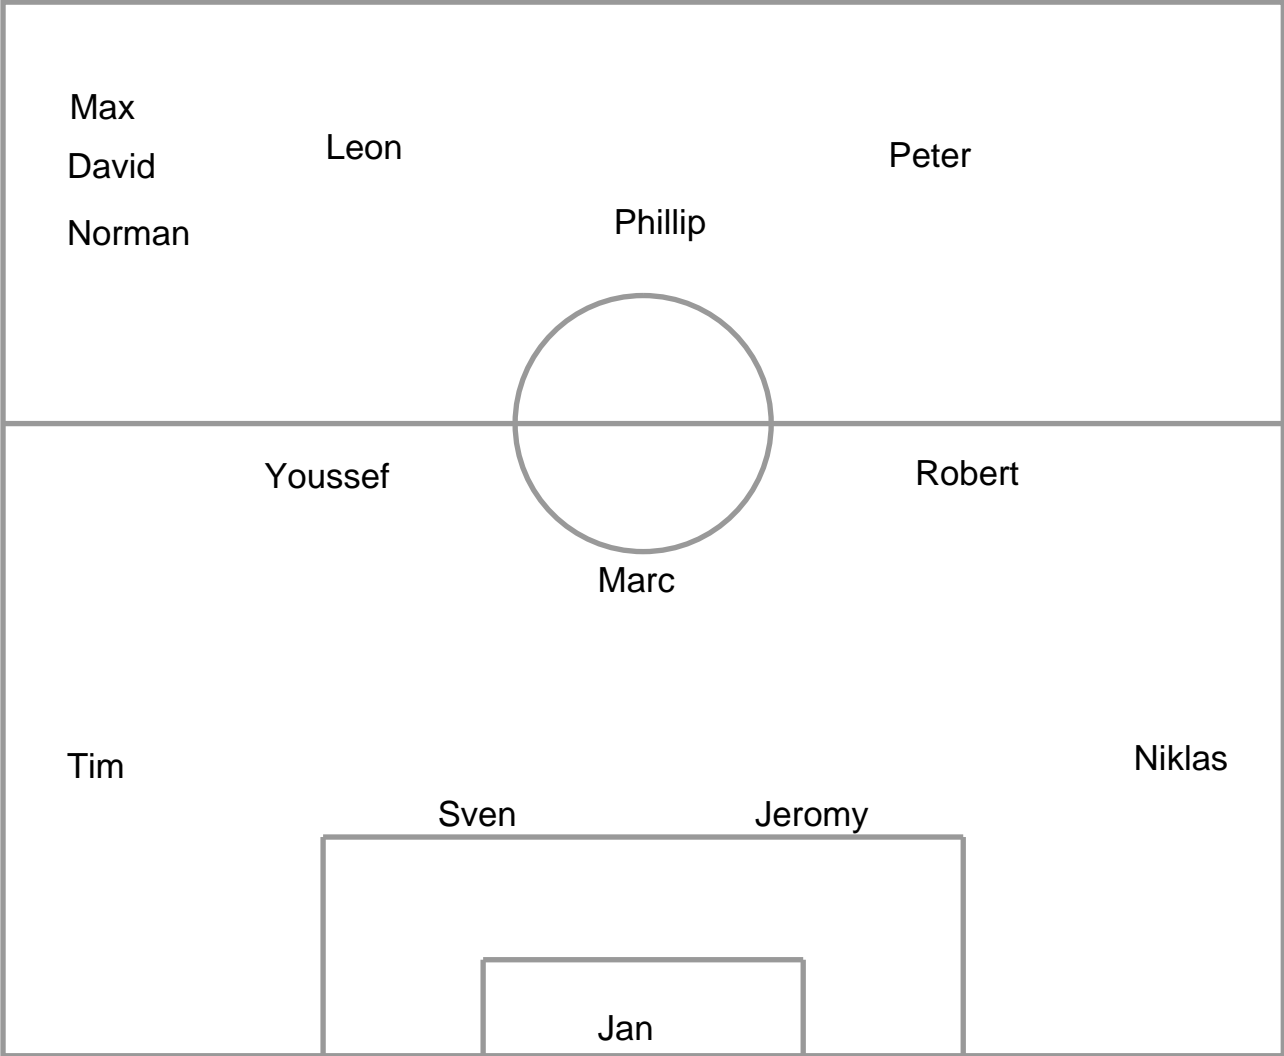 Max
Leon
David
Peter
Phillip
Norman
Youssef
Robert
Marc
Tim
Niklas
Sven
Jeromy
Jan